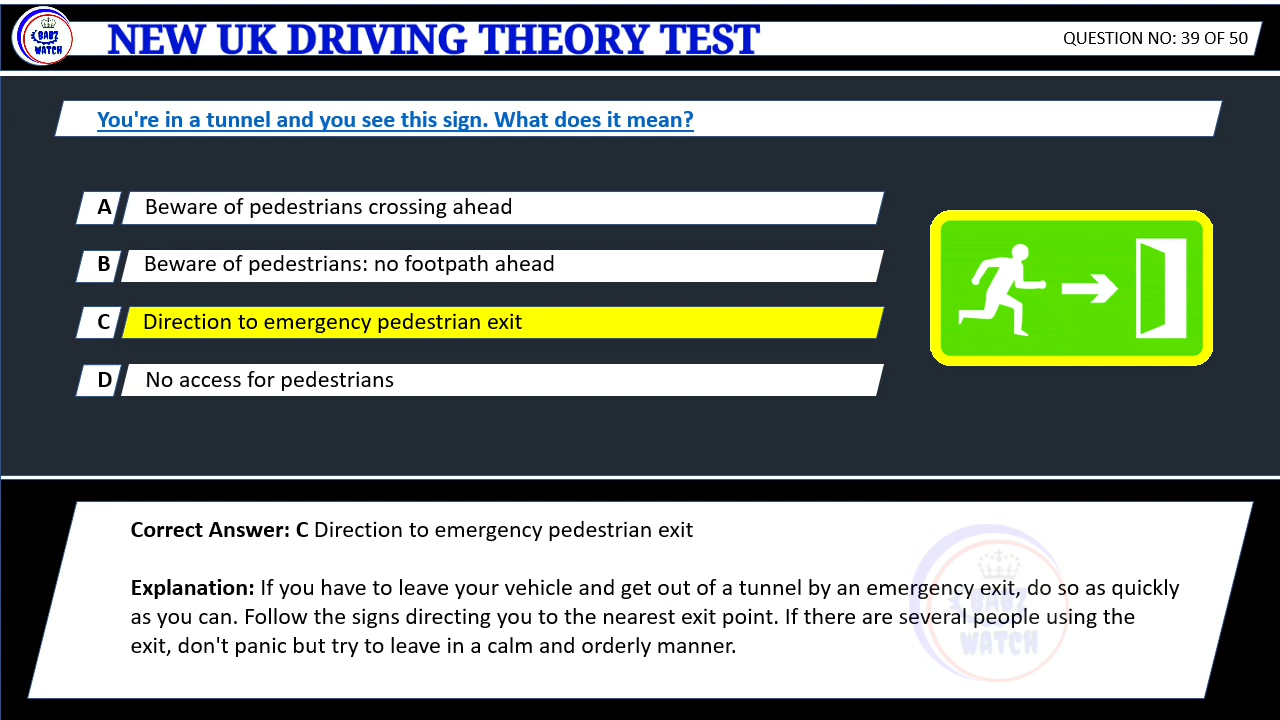 BABZ
WATCH
NEW UK DRIVING THEORY TEST
QUESTION NO: 39 OF 50
You're in a tunnel and you see this sign. What does it mean?
A Beware of pedestrians crossing ahead
B Beware of pedestrians: no footpath ahead
C Direction to emergency pedestrian exit
D No access for pedestrians
Correct Answer: C Direction to emergency pedestrian exit
Explanation: If you have to leave your vehicle and get out of a tunnel by an emergency exit, do so as quickly
as you can. Follow the signs directing you to the nearest exit point. If there are several people using the
exit, don't panic but try to leave in a calm and orderly manner.
BABZ
WATCH